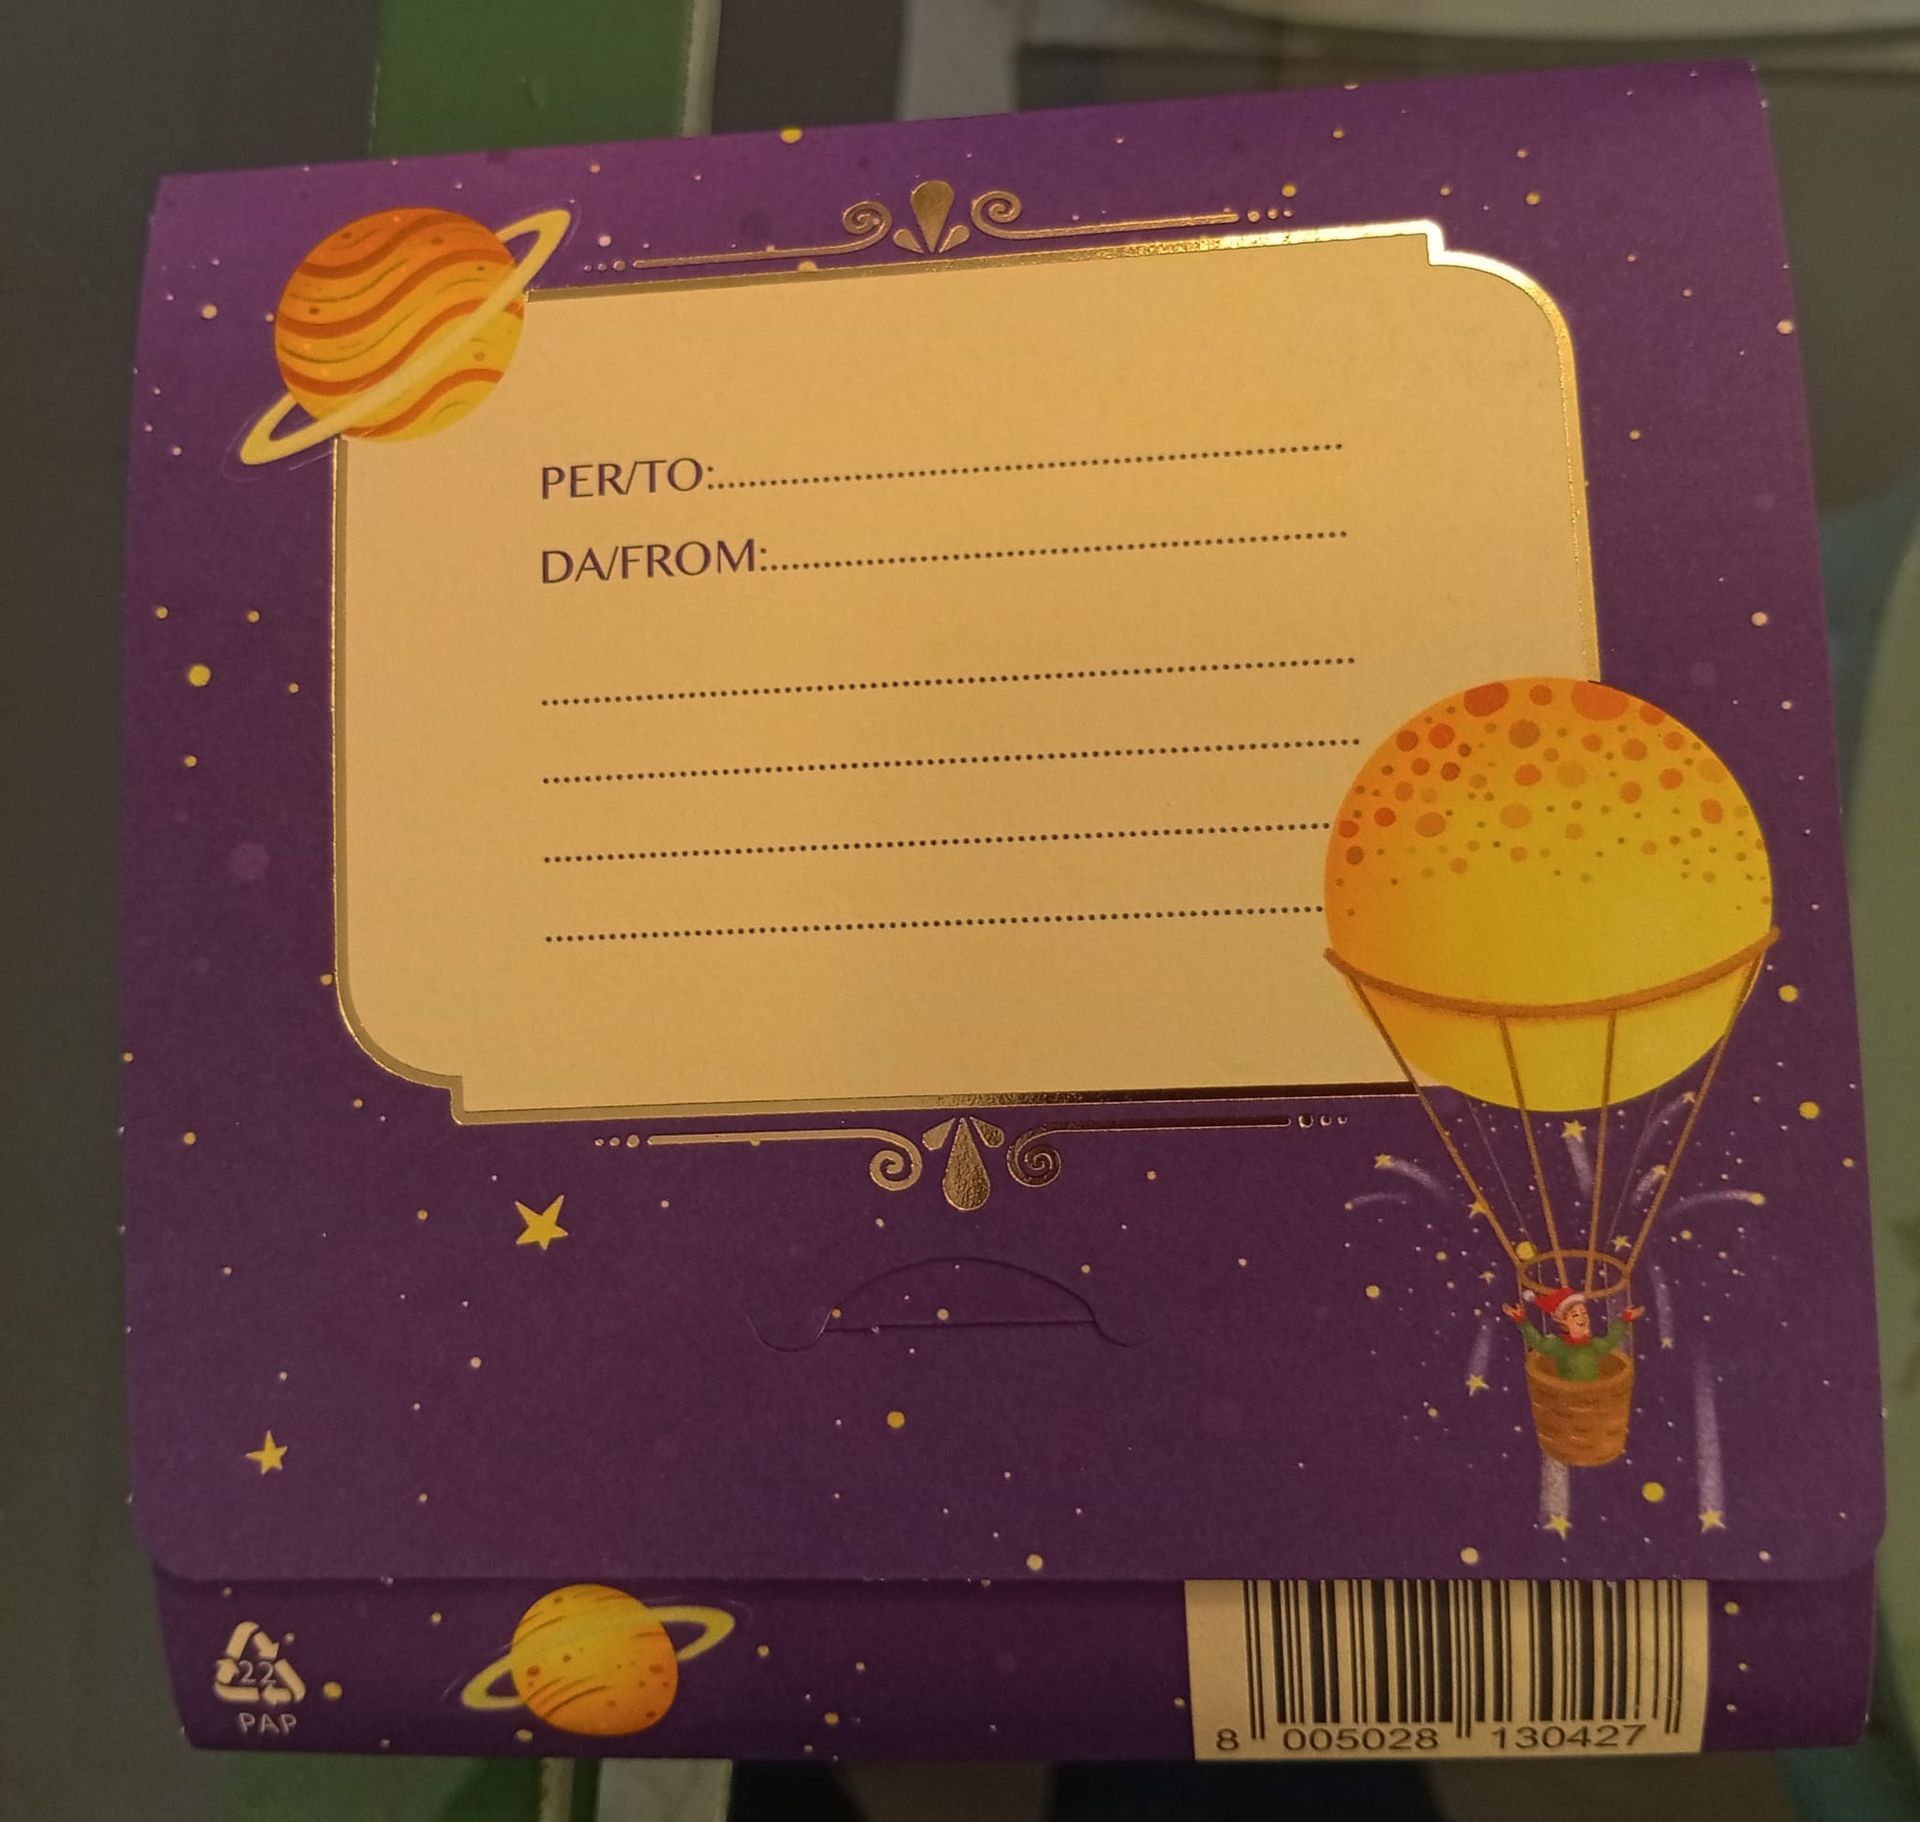 PER/TO:
DA/FROM:
22
PAP
8 005028 130427